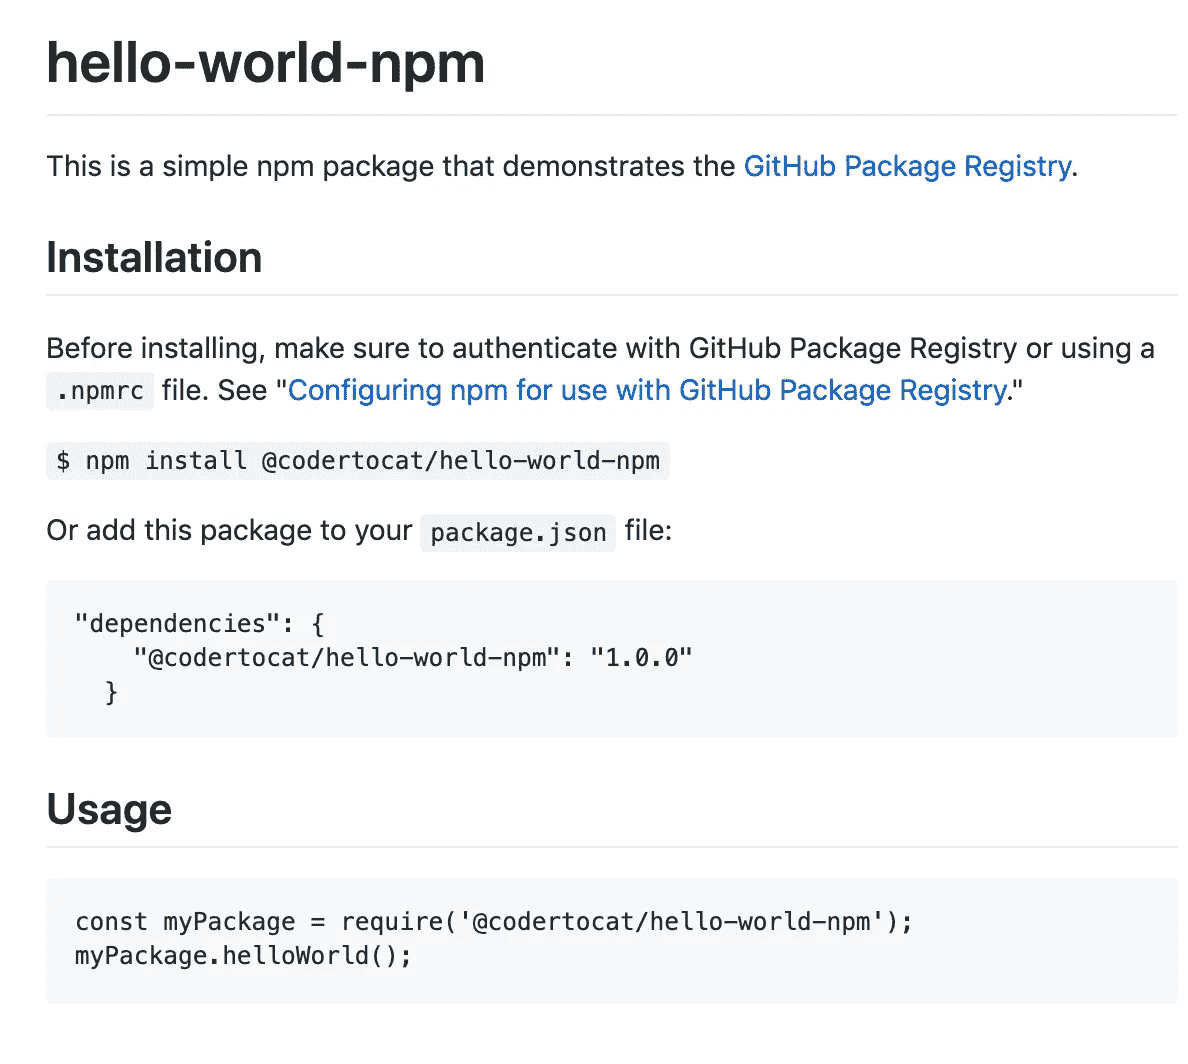 hello-world-npm
This is a simple npm package that demonstrates the GitHub Package Registry.
Installation
Before installing, make sure to authenticate with GitHub Package Registry or using a
.npmrc file. See "Configuring npm for use with GitHub Package Registry."
$ npm install @codertocat/hello-world-npm
Or add this package to your package.json file:
"dependencies": {
    "@codertocat/hello-world-npm": "1.0.0"
  }
Usage
const myPackage = require('@codertocat/hello-world-npm');
myPackage.helloWorld();